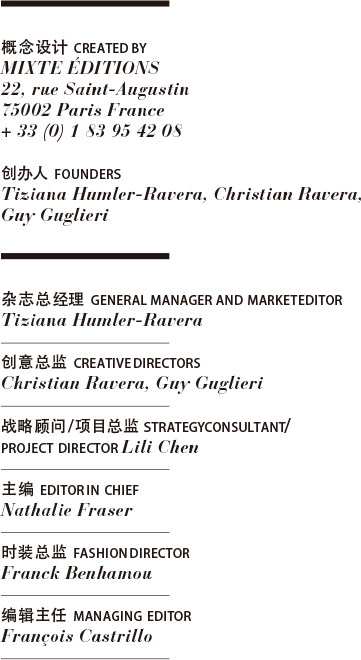 概念设计 CREATED BY
MIXTE ÉDITIONS
22, rue Saint-Augustin
75002 Paris France
+ 33 (0) 1 83 95 42 08
创办人 FOUNDERS
Tiziana Humler-Ravera, Christian Ravera,
Guy Guglieri
杂志总经理 GENERAL MANAGER AND MARKETEDITOR
Tiziana Humler-Ravera
创意总监 CREATIVE DIRECTORS
Christian Ravera, Guy Guglieri
战略顾问/项目总监 STRATEGYCONSULTANT/
PROJECT DIRECTOR Lili Chen
主编 EDITOR IN CHIEF
Nathalie Fraser
时装总监 FASHION DIRECTOR
Franck Benhamou
编辑主任 MANAGING EDITOR
François Castrillo